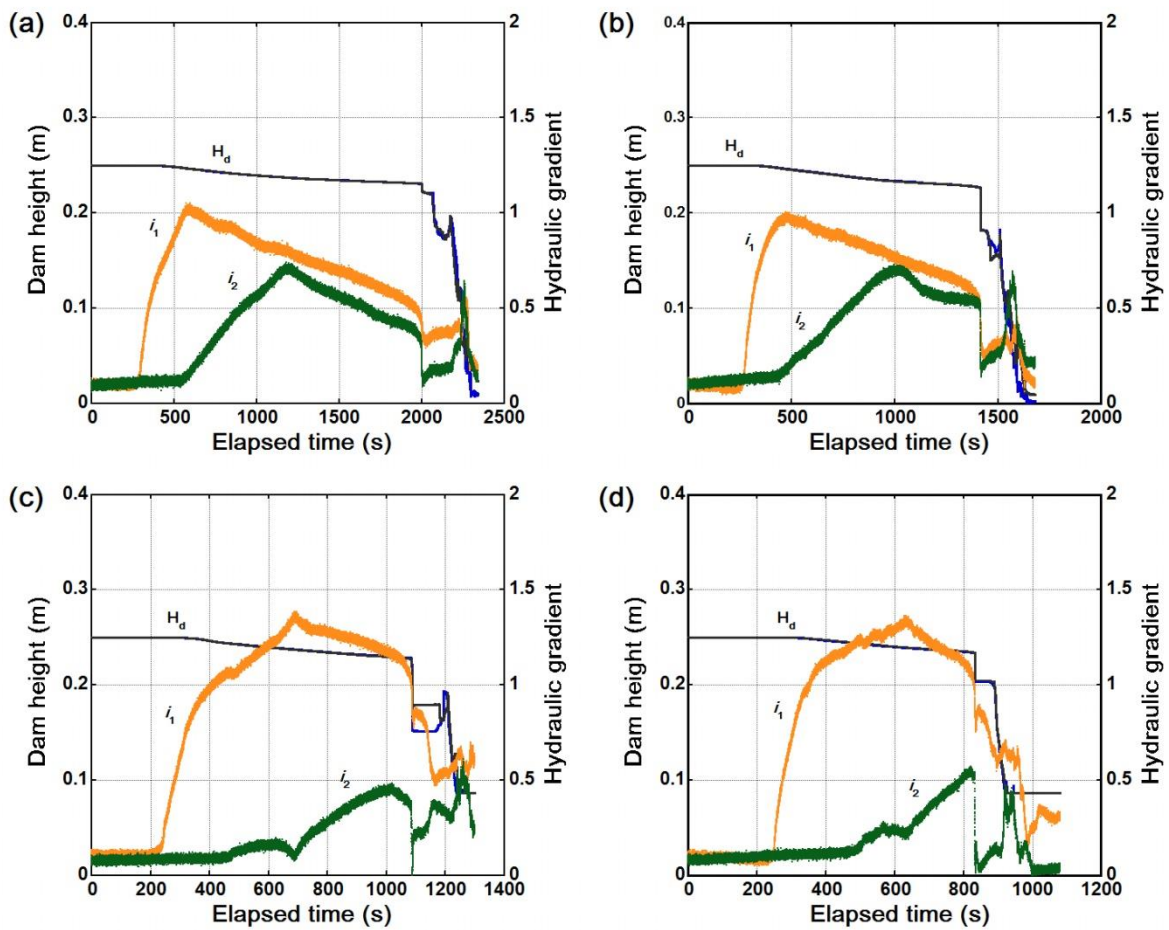 (a)
0.4
0.3
0.2
0.1
0
Dam height (m)
2
1.5
1
0.5
0
Hydraulic gradient
H_d
i_1
i_2
0 500 1000 1500 2000 2500
Elapsed time (s)
(b)
0.4
0.3
0.2
0.1
0
Dam height (m)
2
1.5
1
0.5
0
Hydraulic gradient
H_d
i_1
i_2
0 500 1000 1500 2000
Elapsed time (s)
(c)
0.4
0.3
0.2
0.1
0
Dam height (m)
2
1.5
1
0.5
0
Hydraulic gradient
H_d
i_1
i_2
0 200 400 600 800 1000 1200 1400
Elapsed time (s)
(d)
0.4
0.3
0.2
0.1
0
Dam height (m)
2
1.5
1
0.5
0
Hydraulic gradient
H_d
i_1
i_2
0 200 400 600 800 1000 1200
Elapsed time (s)